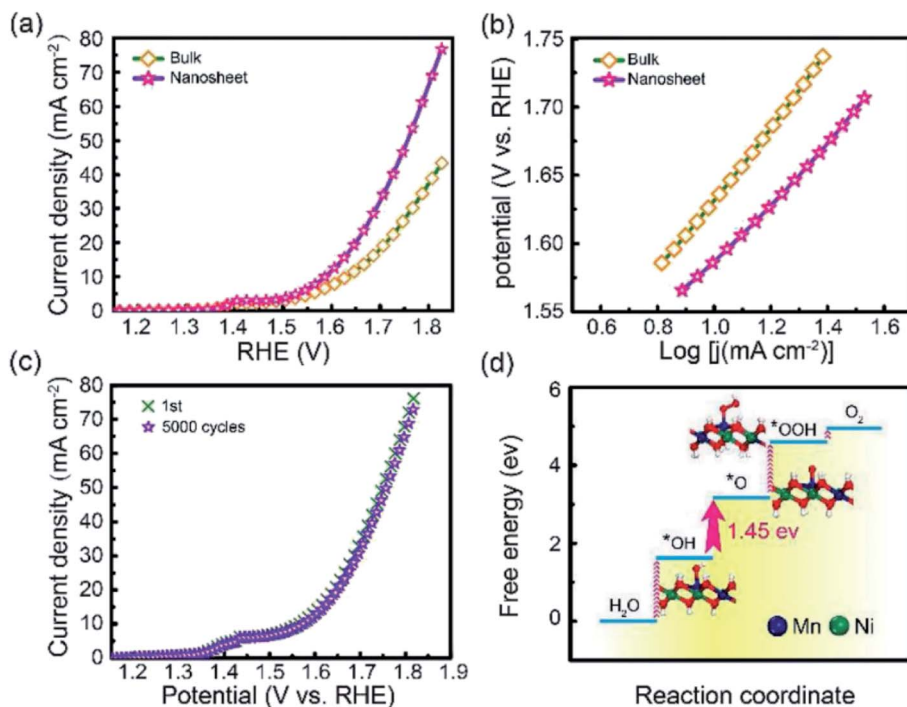 (a)
80
70
60
50
40
30
20
10
0
Current density (mA cm⁻²)
Bulk
Nanosheet
1.2 1.3 1.4 1.5 1.6 1.7 1.8
RHE (V)
(b)
1.75
1.70
1.65
1.60
1.55
potential (V vs. RHE)
Bulk
Nanosheet
0.6 0.8 1.0 1.2 1.4 1.6
Log [j(mA cm⁻²)]
(c)
80
70
60
50
40
30
20
10
0
Current density (mA cm⁻²)
1st
5000 cycles
1.2 1.3 1.4 1.5 1.6 1.7 1.8 1.9
Potential (V vs. RHE)
(d)
6
4
2
0
Free energy (ev)
H₂O
*OH
*O
*OOH
O₂
1.45 ev
Mn Ni
Reaction coordinate